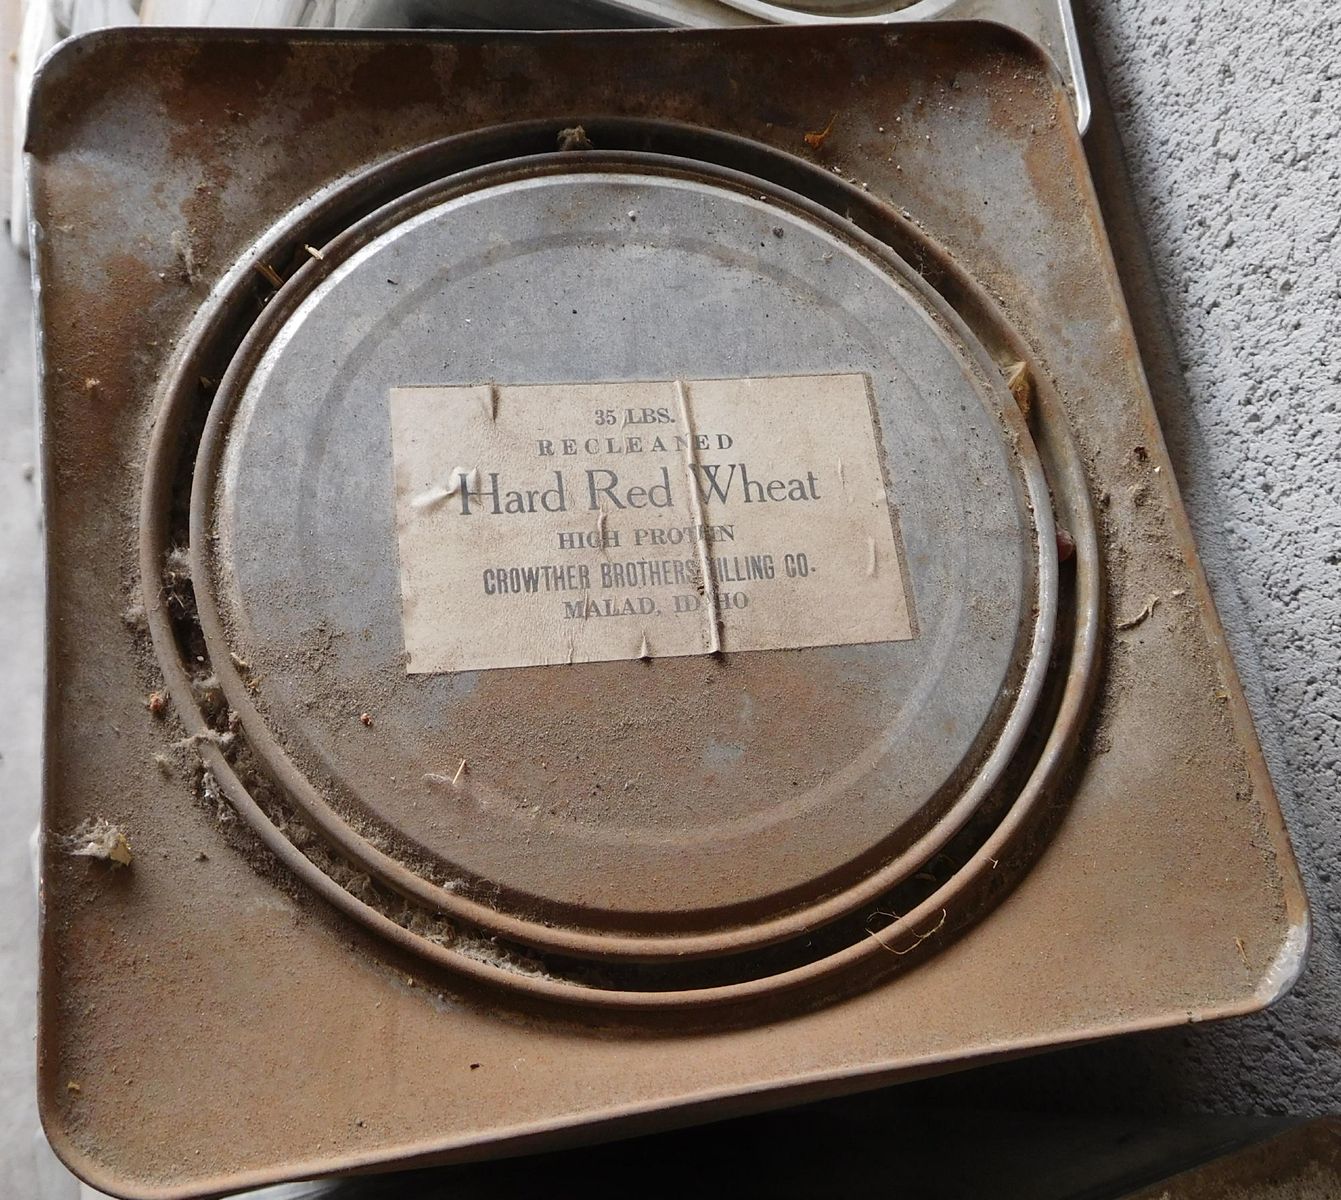 35 LBS.
RECLEANED
Hard Red Wheat
HIGH PROTEIN
CROWTHER BROTHERS MILLING CO.
MALAD, IDAHO